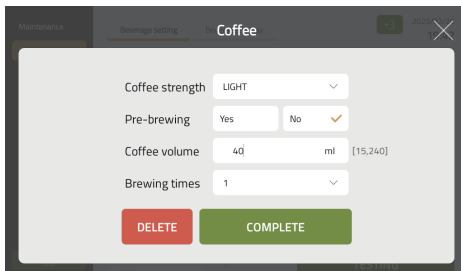 Maintenance
Beverage setting
Coffee
Coffee strength LIGHT
Pre-brewing Yes No
Coffee volume 40 ml [15,240]
Brewing times 1
DELETE COMPLETE
TESTING